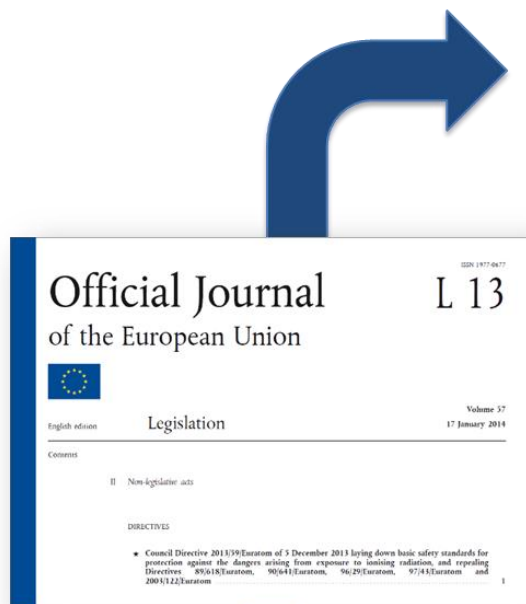 ISSN 1977-0677
Official Journal
L 13
of the European Union
Volume 57
English edition
Legislation
17 January 2014
Contents
II Non-legislative acts
DIRECTIVES
★ Council Directive 2013/59/Euratom of 5 December 2013 laying down basic safety standards for
protection against the dangers arising from exposure to ionising radiation, and repealing
Directives 89/618/Euratom, 90/641/Euratom, 96/29/Euratom, 97/43/Euratom and
2003/122/Euratom 1